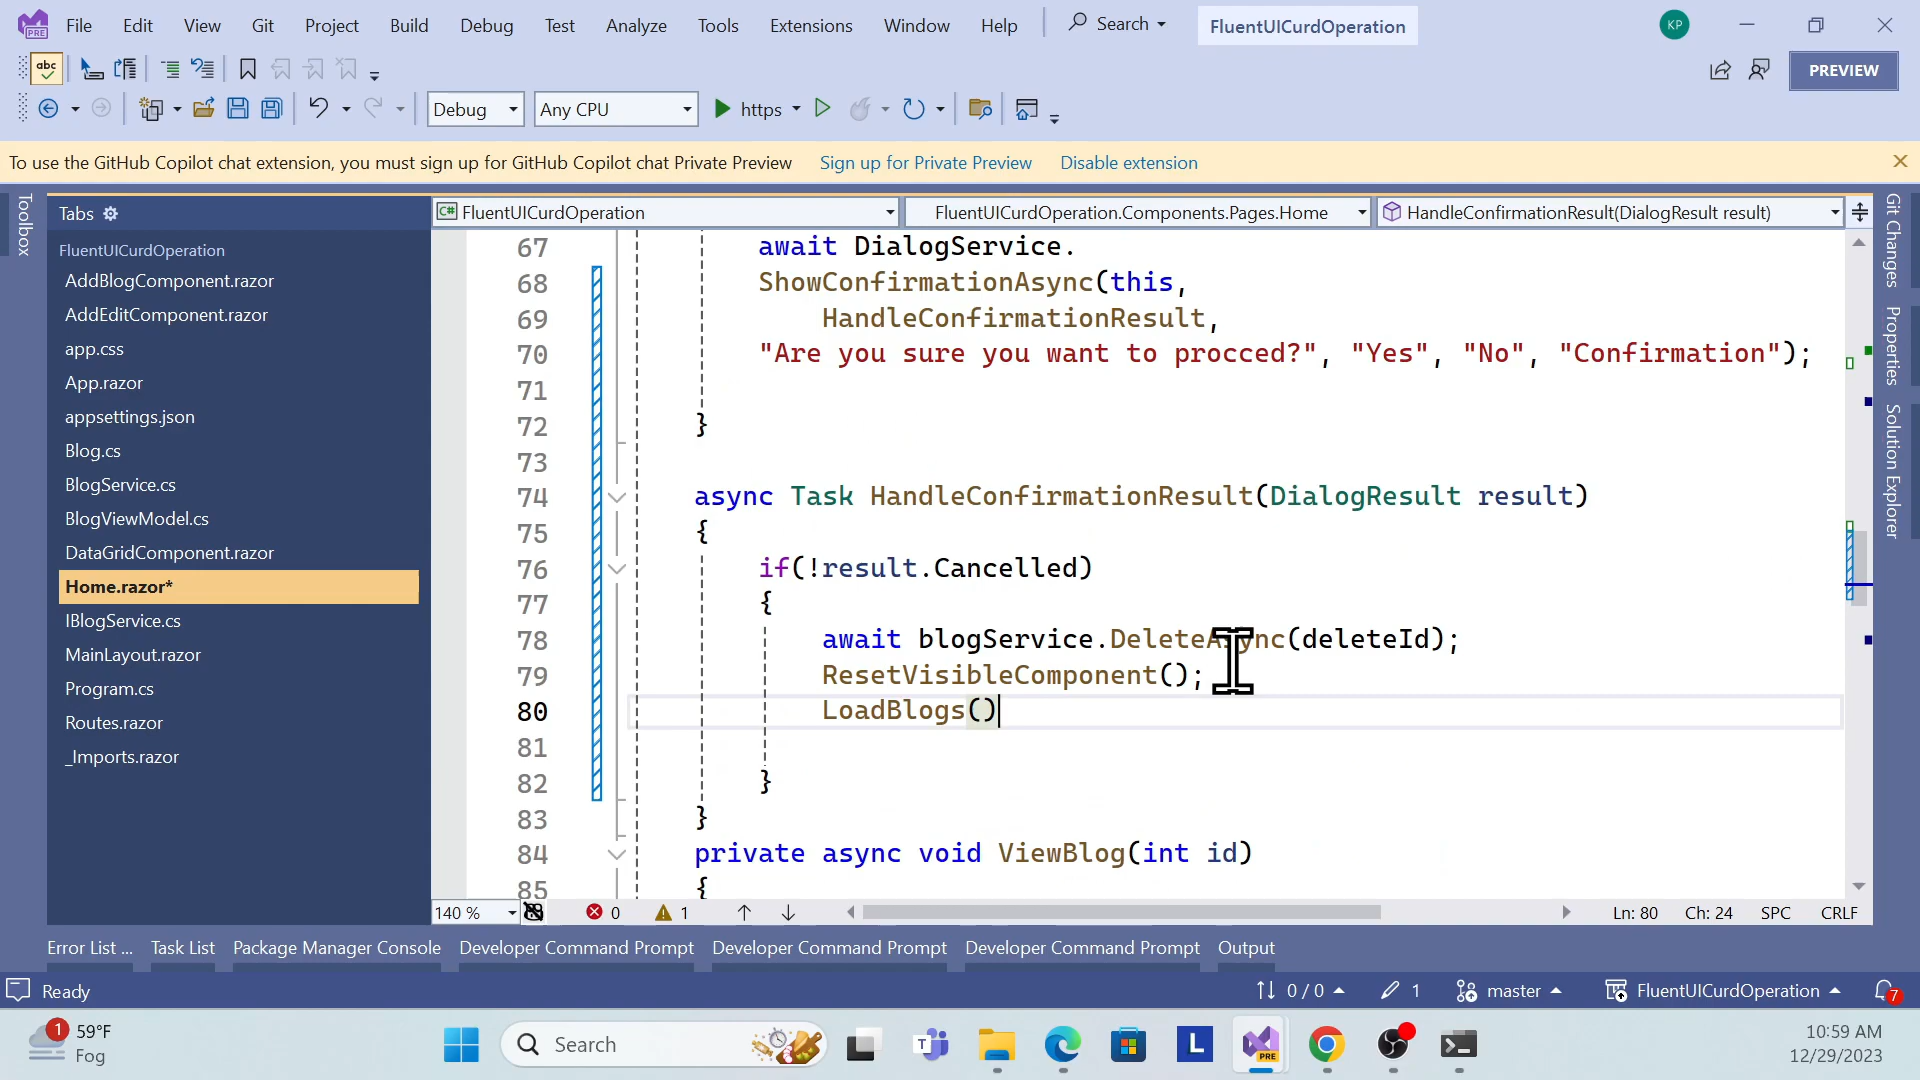 File Edit View Git Project Build Debug Test Analyze Tools Extensions Window Help Search FluentUICurdOperation KP
PRE
abc PREVIEW
Debug Any CPU https
To use the GitHub Copilot chat extension, you must sign up for GitHub Copilot chat Private Preview Sign up for Private Preview Disable extension
Toolbox
Tabs
FluentUICurdOperation
AddBlogComponent.razor
AddEditComponent.razor
app.css
App.razor
appsettings.json
Blog.cs
BlogService.cs
BlogViewModel.cs
DataGridComponent.razor
Home.razor*
IBlogService.cs
MainLayout.razor
Program.cs
Routes.razor
_Imports.razor
C# FluentUICurdOperation FluentUICurdOperation.Components.Pages.Home HandleConfirmationResult(DialogResult result)
67 await DialogService.
68 ShowConfirmationAsync(this,
69 HandleConfirmationResult,
70 "Are you sure you want to procced?", "Yes", "No", "Confirmation");
71
72 }
73
74 async Task HandleConfirmationResult(DialogResult result)
75 {
76 if(!result.Cancelled)
77 {
78 await blogService.DeleteAsync(deleteId);
79 ResetVisibleComponent();
80 LoadBlogs()
81
82 }
83 }
84 private async void ViewBlog(int id)
85 {
Git Changes
Properties
Solution Explorer
140 % 0 1 Ln: 80 Ch: 24 SPC CRLF
Error List ... Task List Package Manager Console Developer Command Prompt Developer Command Prompt Developer Command Prompt Output
Ready 0 / 0 1 master FluentUICurdOperation 7
1 59°F
Fog
Search
T
L
PRE
10:59 AM
12/29/2023